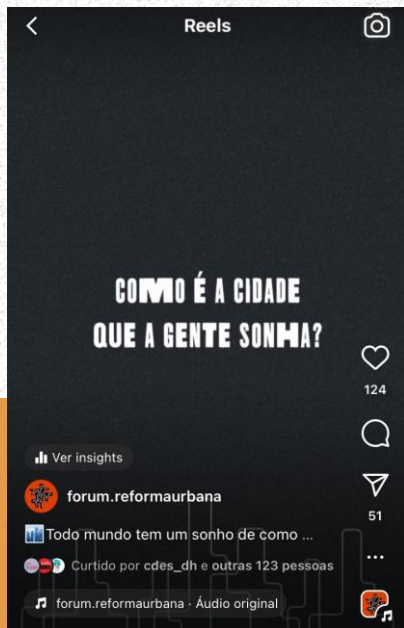 Reels
COMO É A CIDADE
QUE A GENTE SONHA?
124
51
Ver insights
forum.reformaurbana
Todo mundo tem um sonho de como ...
Curtido por cdes_dh e outras 123 pessoas
forum.reformaurbana · Áudio original